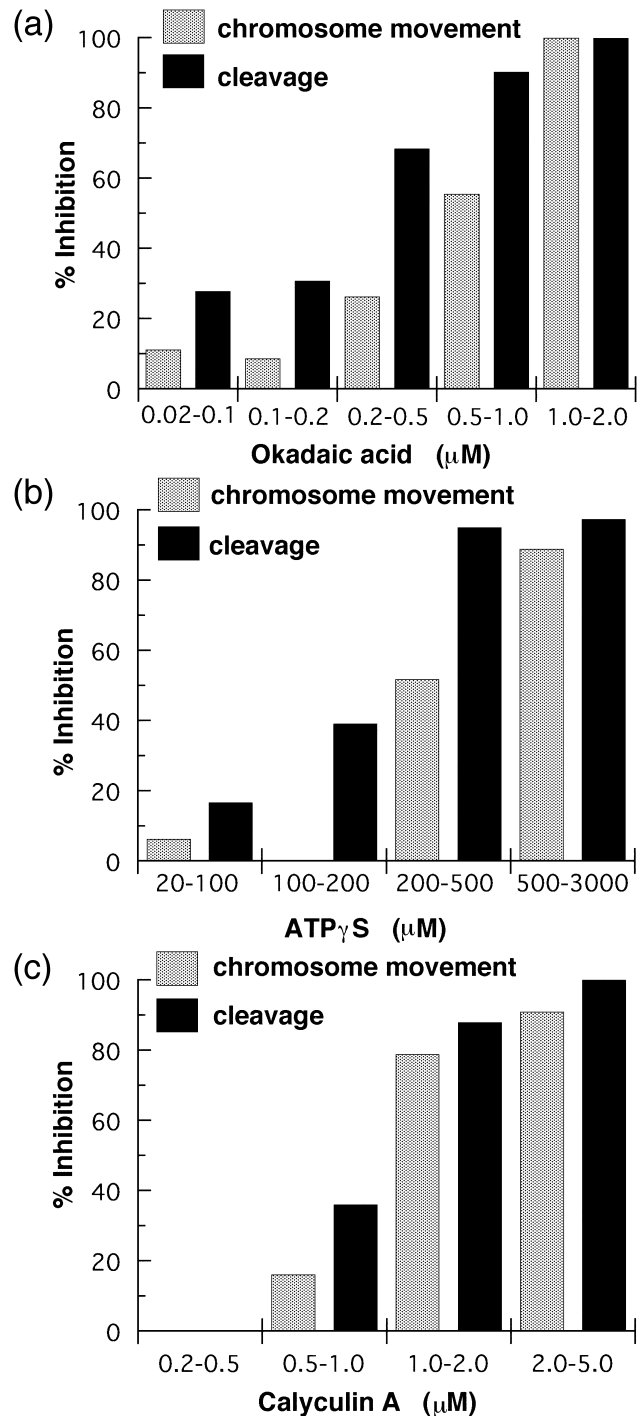 (a)
chromosome movement
cleavage
% Inhibition
100
80
60
40
20
0
0.02-0.1 0.1-0.2 0.2-0.5 0.5-1.0 1.0-2.0
Okadaic acid (μM)
(b)
chromosome movement
cleavage
% Inhibition
100
80
60
40
20
0
20-100 100-200 200-500 500-3000
ATPγS (μM)
(c)
chromosome movement
cleavage
% Inhibition
100
80
60
40
20
0
0.2-0.5 0.5-1.0 1.0-2.0 2.0-5.0
Calyculin A (μM)